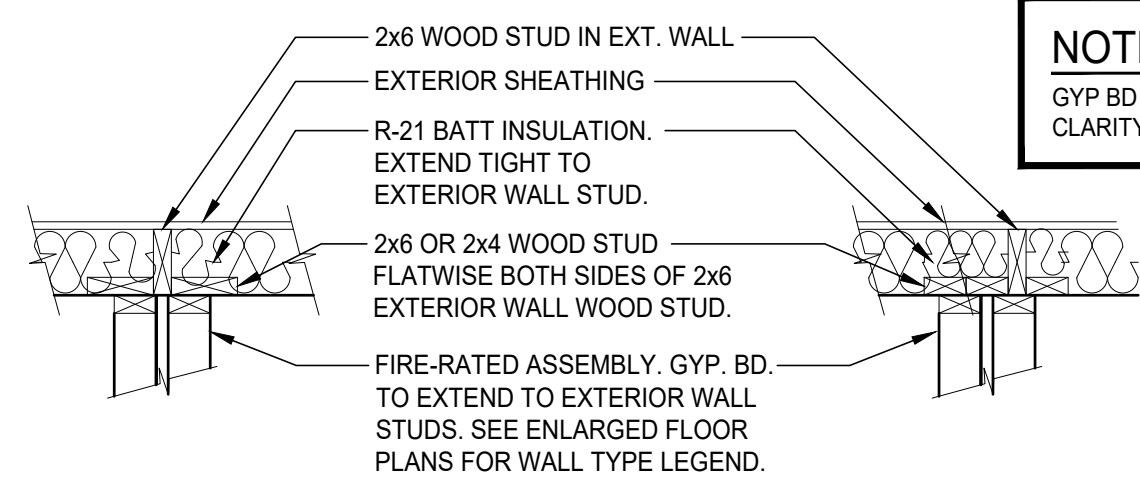 2x6 WOOD STUD IN EXT. WALL
EXTERIOR SHEATHING
R-21 BATT INSULATION.
EXTEND TIGHT TO
EXTERIOR WALL STUD.
2x6 OR 2x4 WOOD STUD
FLATWISE BOTH SIDES OF 2x6
EXTERIOR WALL WOOD STUD.
FIRE-RATED ASSEMBLY. GYP. BD.
TO EXTEND TO EXTERIOR WALL
STUDS. SEE ENLARGED FLOOR
PLANS FOR WALL TYPE LEGEND.
GYP BD
CLARITY